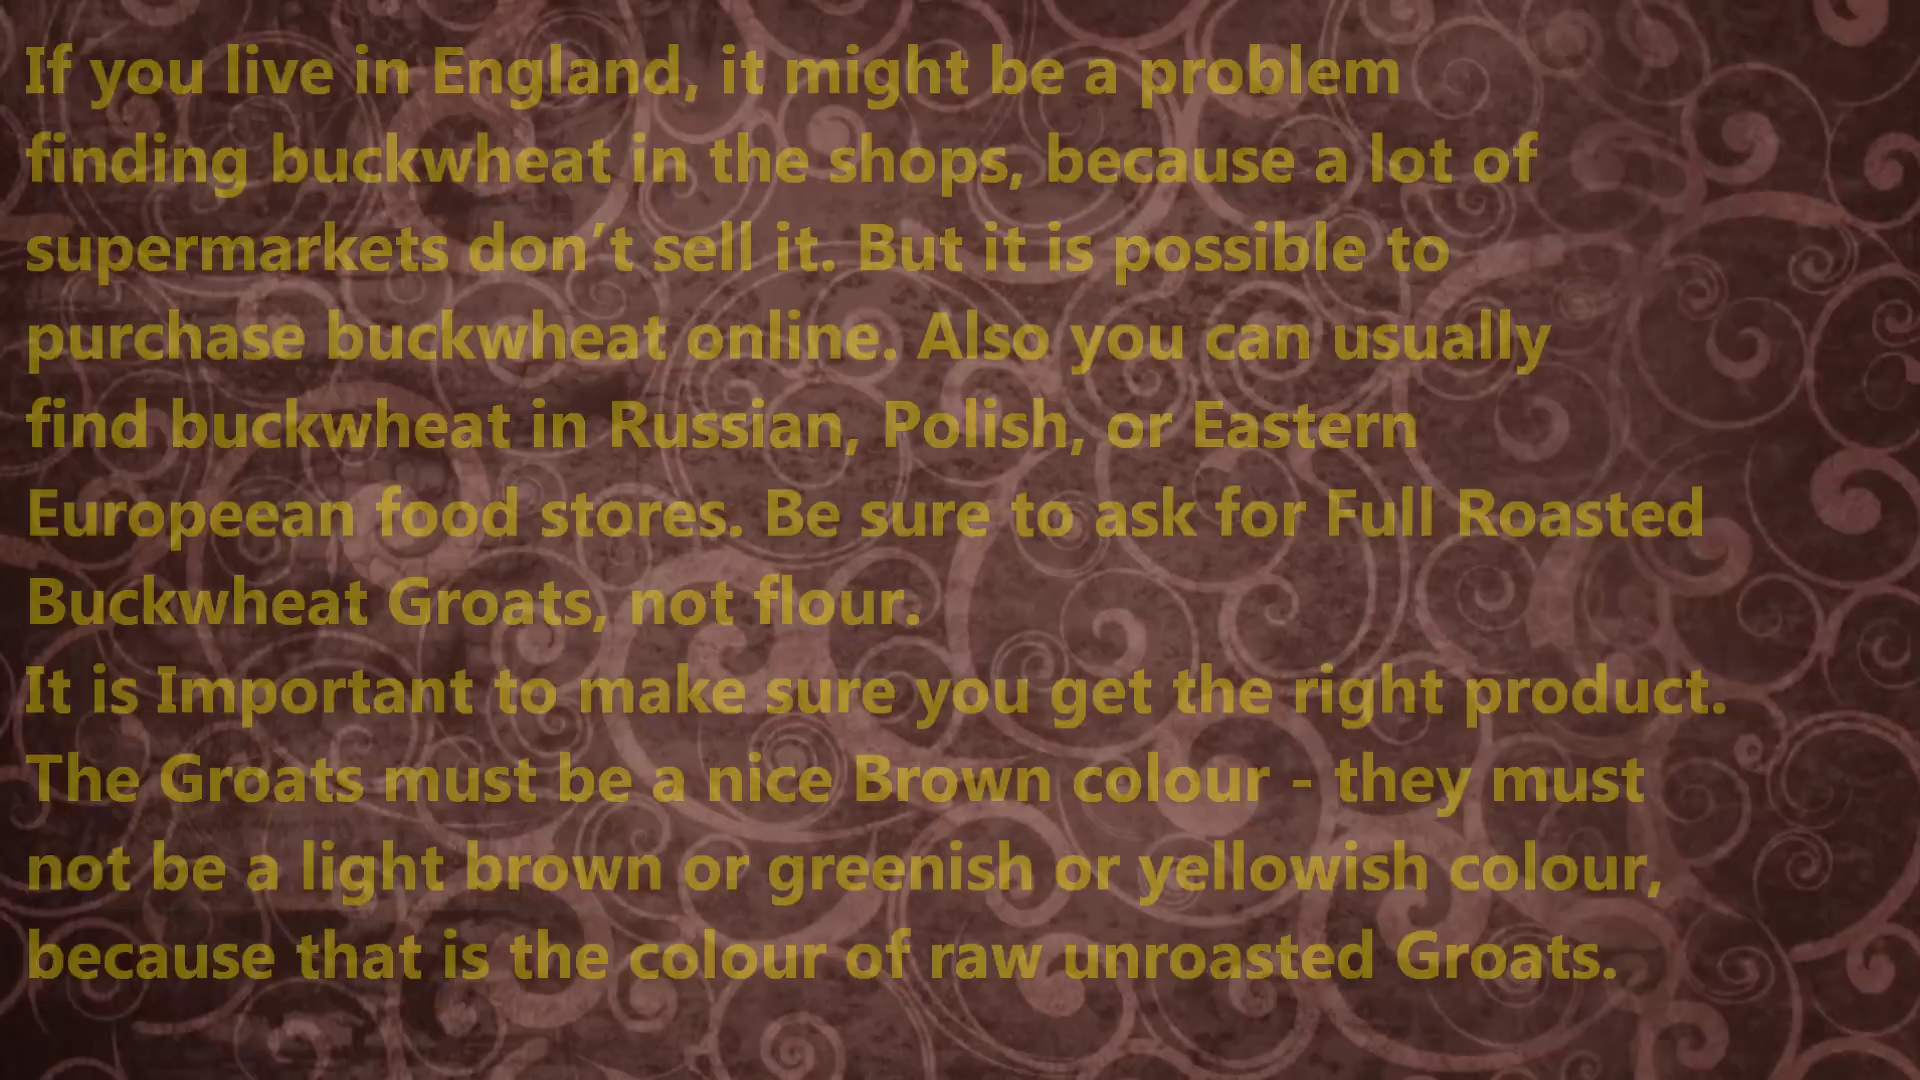 If you live in England, it might be a problem
finding buckwheat in the shops, because a lot of
supermarkets don’t sell it. But it is possible to
purchase buckwheat online. Also you can usually
find buckwheat in Russian, Polish, or Eastern
Europeean food stores. Be sure to ask for Full Roasted
Buckwheat Groats, not flour.
It is Important to make sure you get the right product.
The Groats must be a nice Brown colour - they must
not be a light brown or greenish or yellowish colour,
because that is the colour of raw unroasted Groats.